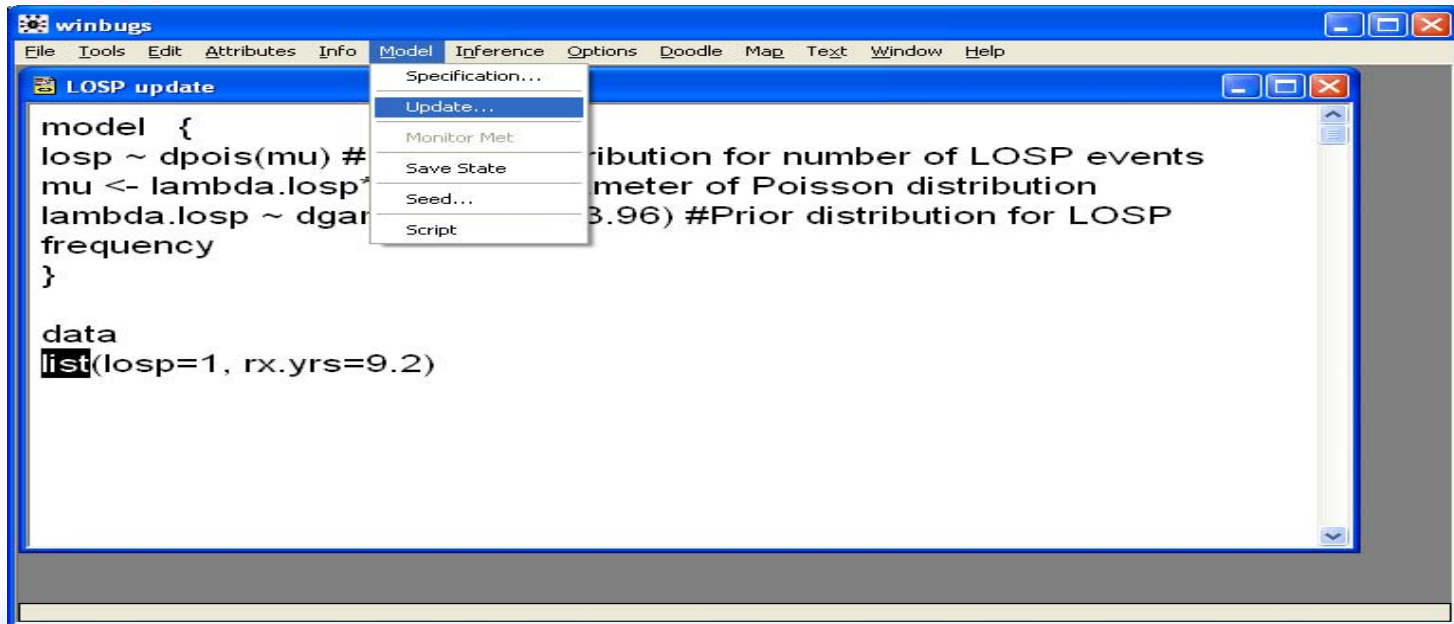 winbugs
File Tools Edit Attributes Info Model Inference Options Doodle Map Text Window Help
LOSP update
Specification...
Update...
Monitor Met
Save State
Seed...
Script
model {
losp ~ dpois(mu) # ribution for number of LOSP events
mu <- lambda.losp* meter of Poisson distribution
lambda.losp ~ dgar 3.96) #Prior distribution for LOSP
frequency
}
data
list(losp=1, rx.yrs=9.2)